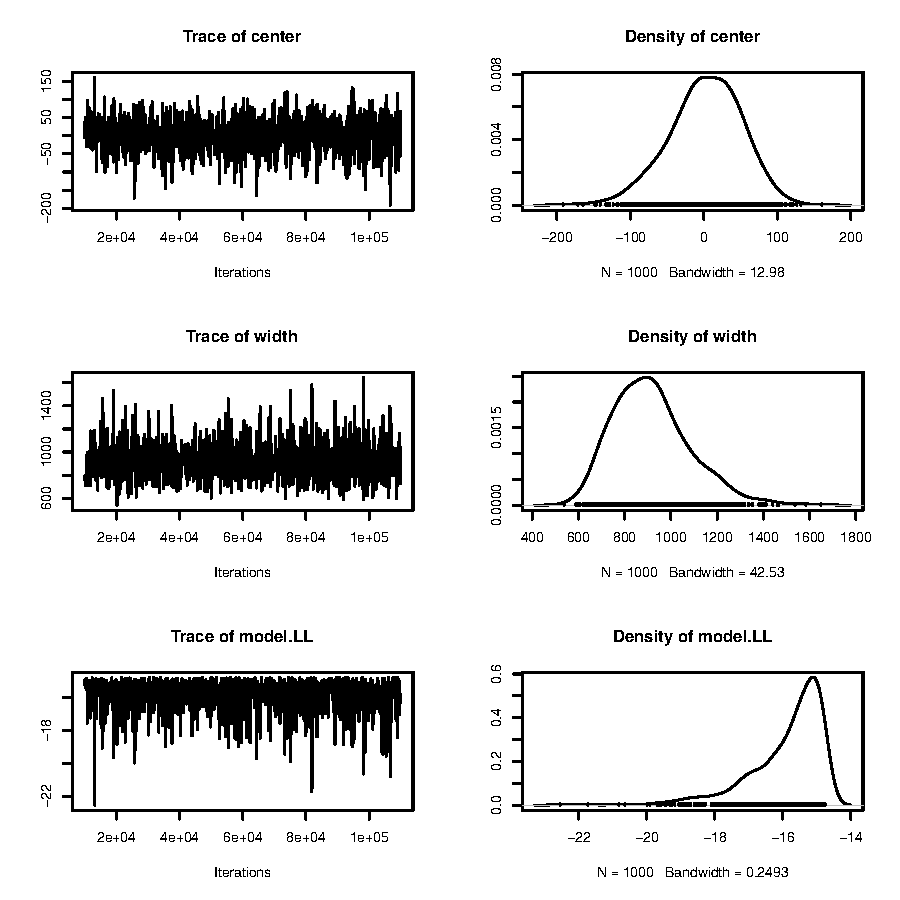 Trace of center
150
50
−50
−200
2e+04 4e+04 6e+04 8e+04 1e+05
Iterations
Density of center
0.008
0.004
0.000
−200 −100 0 100 200
N = 1000 Bandwidth = 12.98
Trace of width
1400
1000
600
2e+04 4e+04 6e+04 8e+04 1e+05
Iterations
Density of width
0.0015
0.0000
400 600 800 1000 1200 1400 1600 1800
N = 1000 Bandwidth = 42.53
Trace of model.LL
−18
−22
2e+04 4e+04 6e+04 8e+04 1e+05
Iterations
Density of model.LL
0.6
0.4
0.2
0.0
−22 −20 −18 −16 −14
N = 1000 Bandwidth = 0.2493